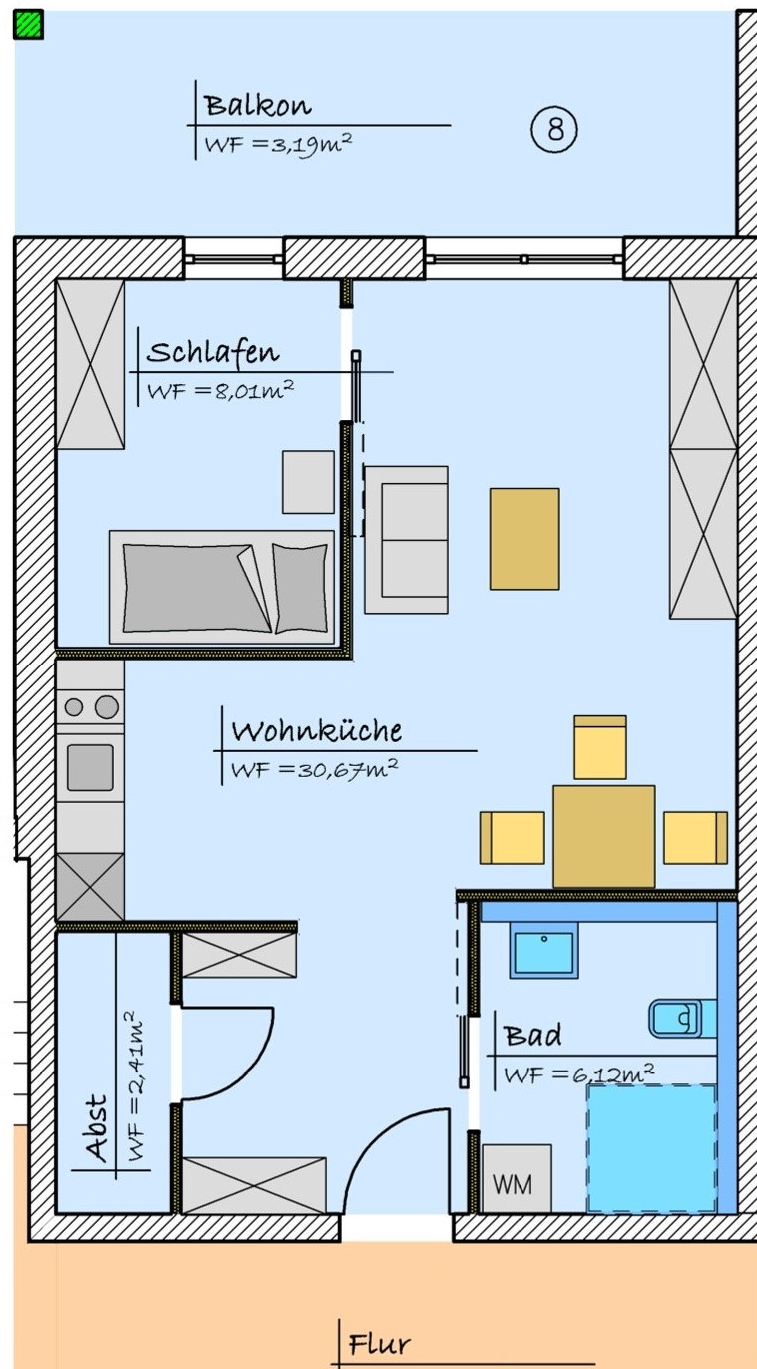 Balkon
WF =3,19m²
8
Schlafen
WF =8,01m²
Wohnküche
WF =30,67m²
Bad
WF =6,12m²
Abst
WF =2,41m²
WM
Flur